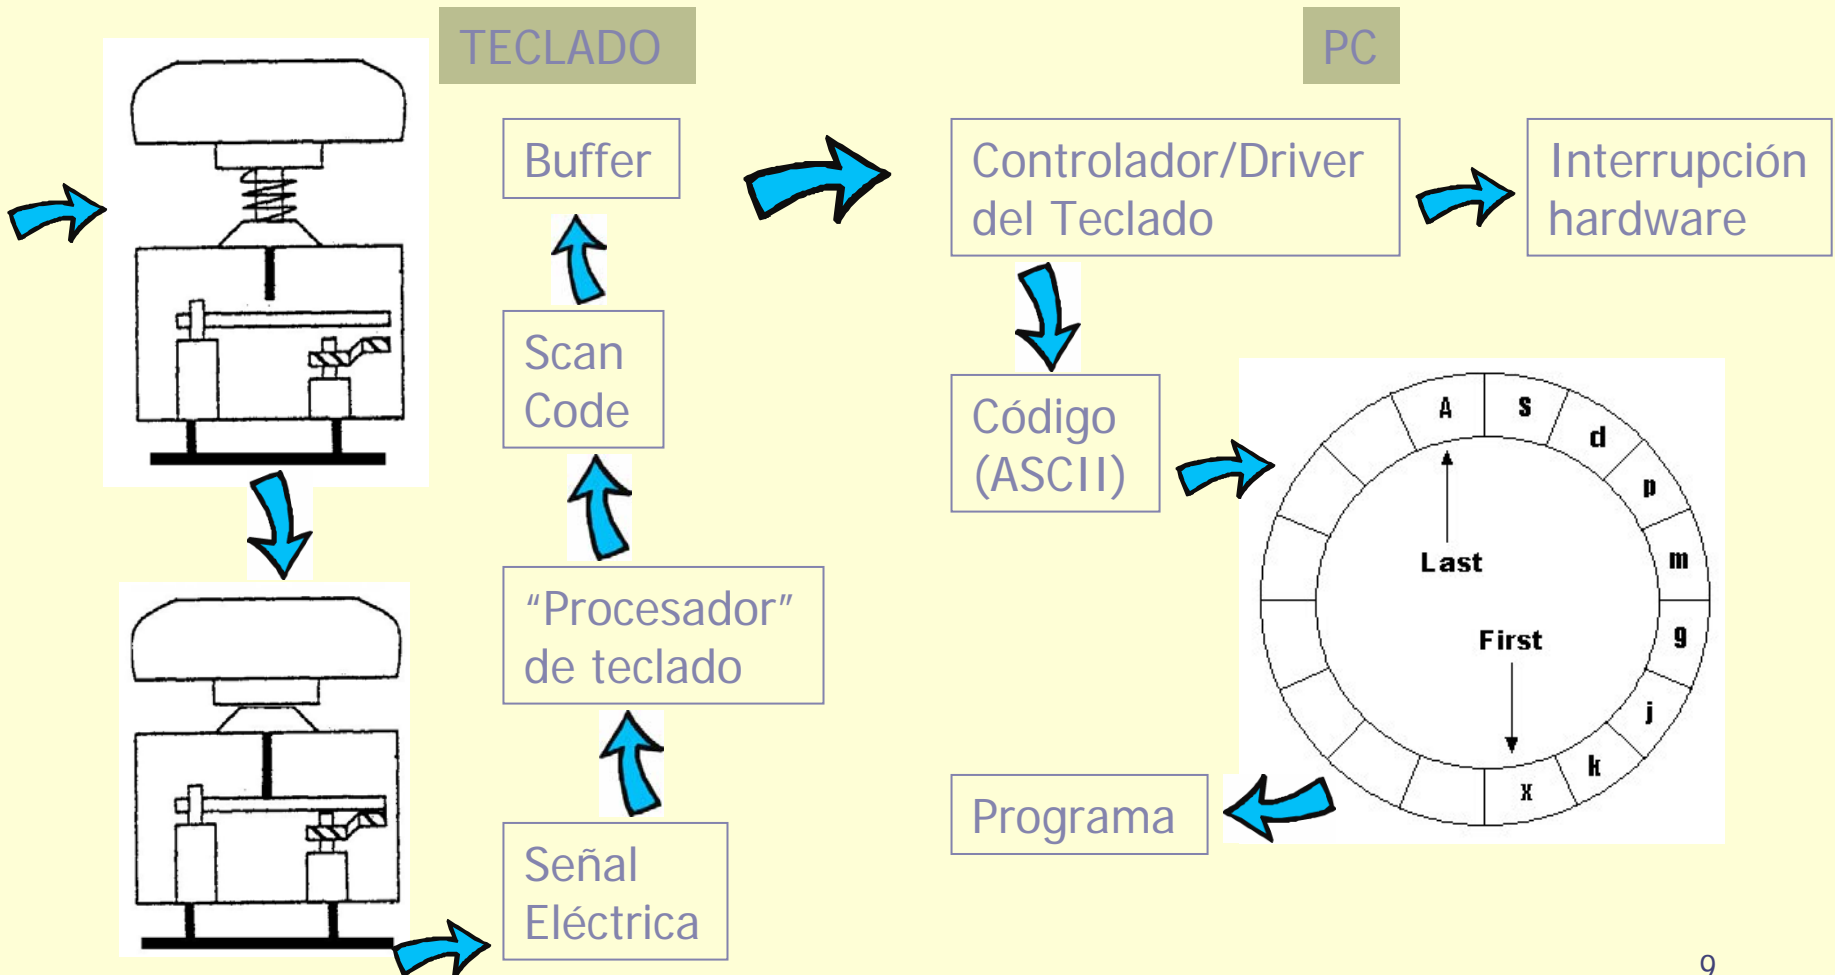 TECLADO
PC
Buffer
Controlador/Driver
del Teclado
Interrupción
hardware
Scan
Code
Código
(ASCII)
“Procesador”
de teclado
Señal
Eléctrica
Programa
A
S
d
p
m
g
j
k
x
Last
First
9